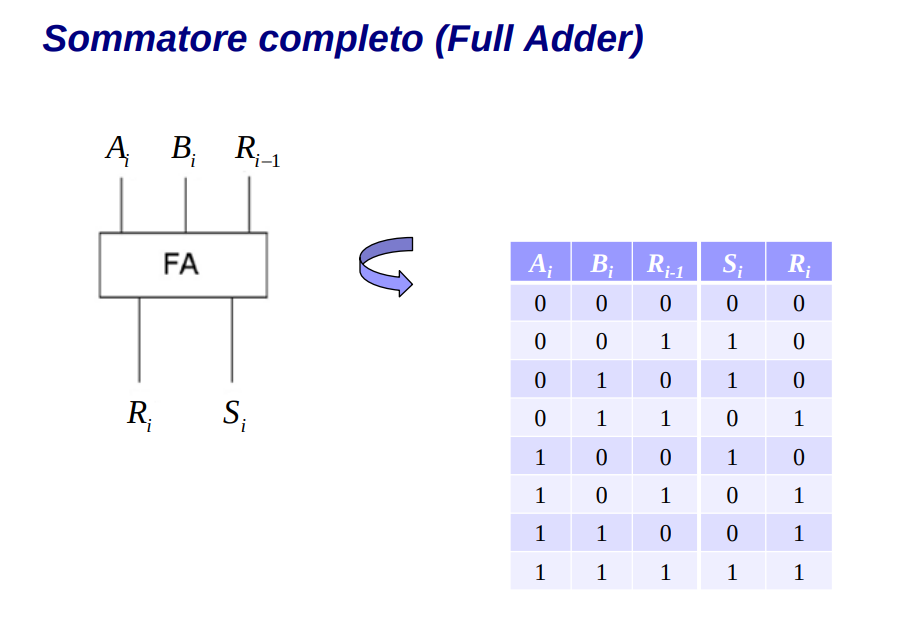 Sommatore completo (Full Adder)
A_i B_i R_{i-1}
FA
R_i S_i
A_i B_i R_{i-1} S_i R_i
0 0 0 0 0
0 0 1 1 0
0 1 0 1 0
0 1 1 0 1
1 0 0 1 0
1 0 1 0 1
1 1 0 0 1
1 1 1 1 1